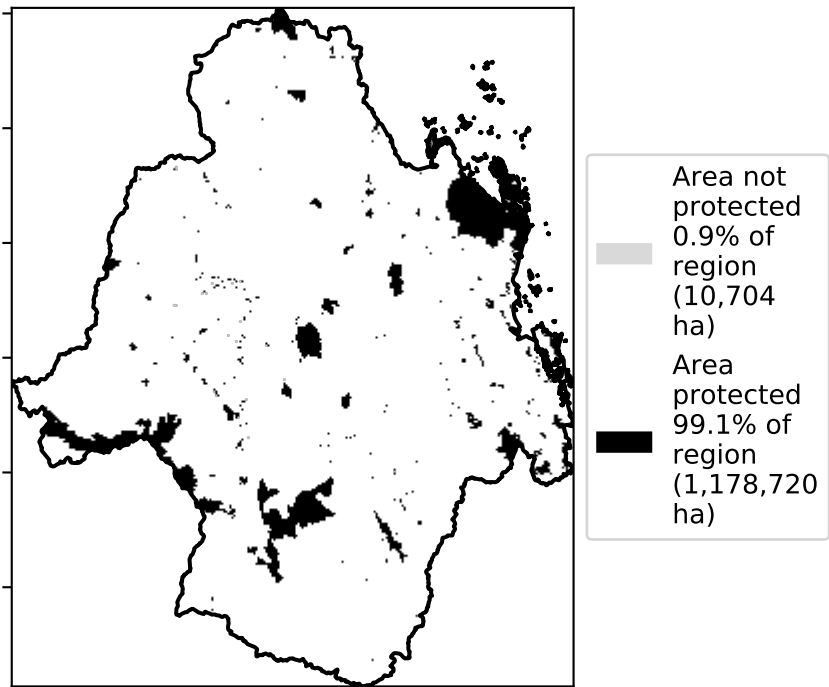 Area not
protected
0.9% of
region
(10,704
ha)
Area
protected
99.1% of
region
(1,178,720
ha)